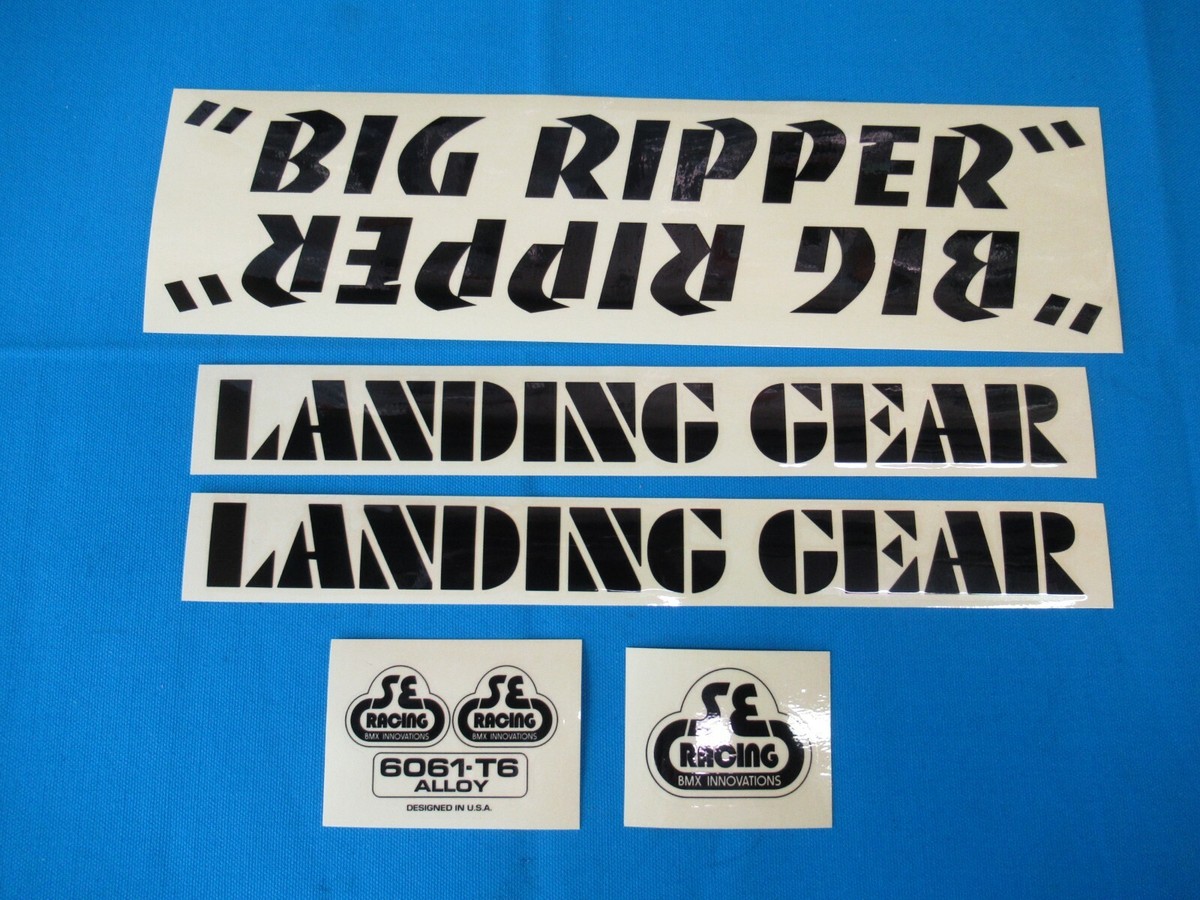 "BIG RIPPER"
"BIG RIPPER"
LANDING GEAR
LANDING GEAR
SE SE
RACING RACING
BMX INNOVATIONS BMX INNOVATIONS
6061-T6
ALLOY
DESIGNED IN U.S.A.
SE
RACING
BMX INNOVATIONS